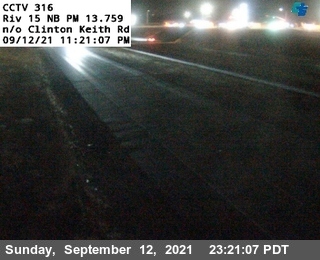 CCTV 316
Riv 15 NB PM 13.759
n/o Clinton Keith Rd
09/12/21 11:21:07 PM
Sunday, September 12, 2021 23:21:07 PDT